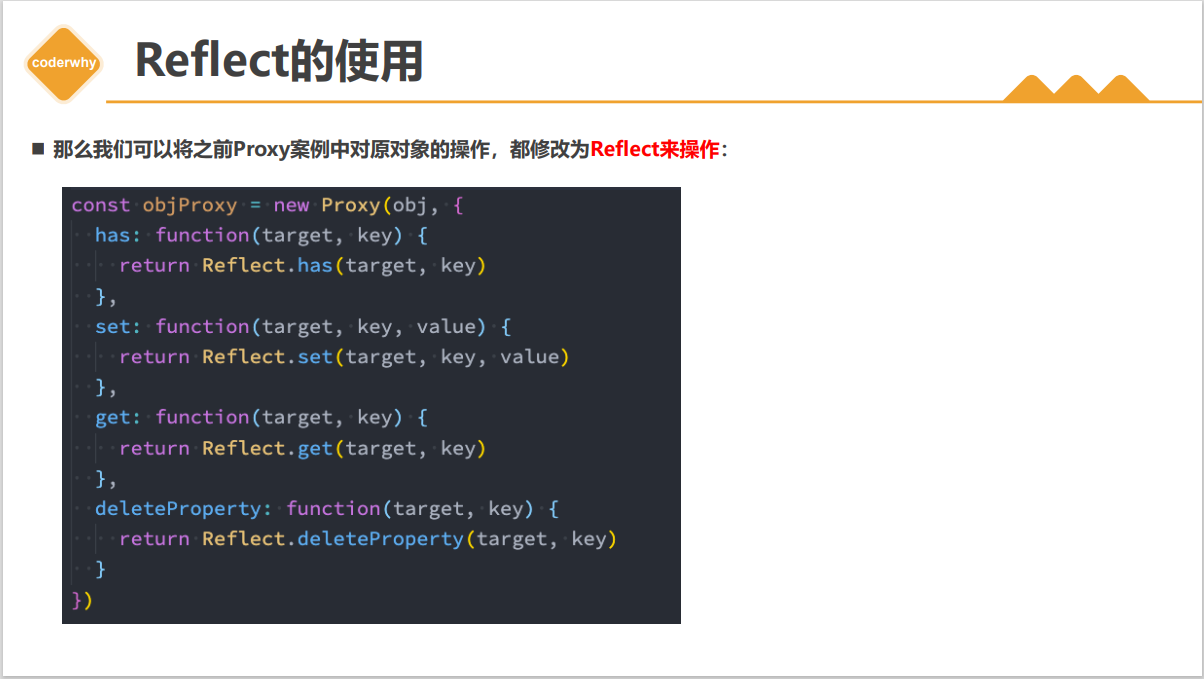 coderwhy
Reflect的使用
那么我们可以将之前Proxy案例中对原对象的操作，都修改为Reflect来操作：
const objProxy = new Proxy(obj, {
  has: function(target, key) {
    return Reflect.has(target, key)
  },
  set: function(target, key, value) {
    return Reflect.set(target, key, value)
  },
  get: function(target, key) {
    return Reflect.get(target, key)
  },
  deleteProperty: function(target, key) {
    return Reflect.deleteProperty(target, key)
  }
})